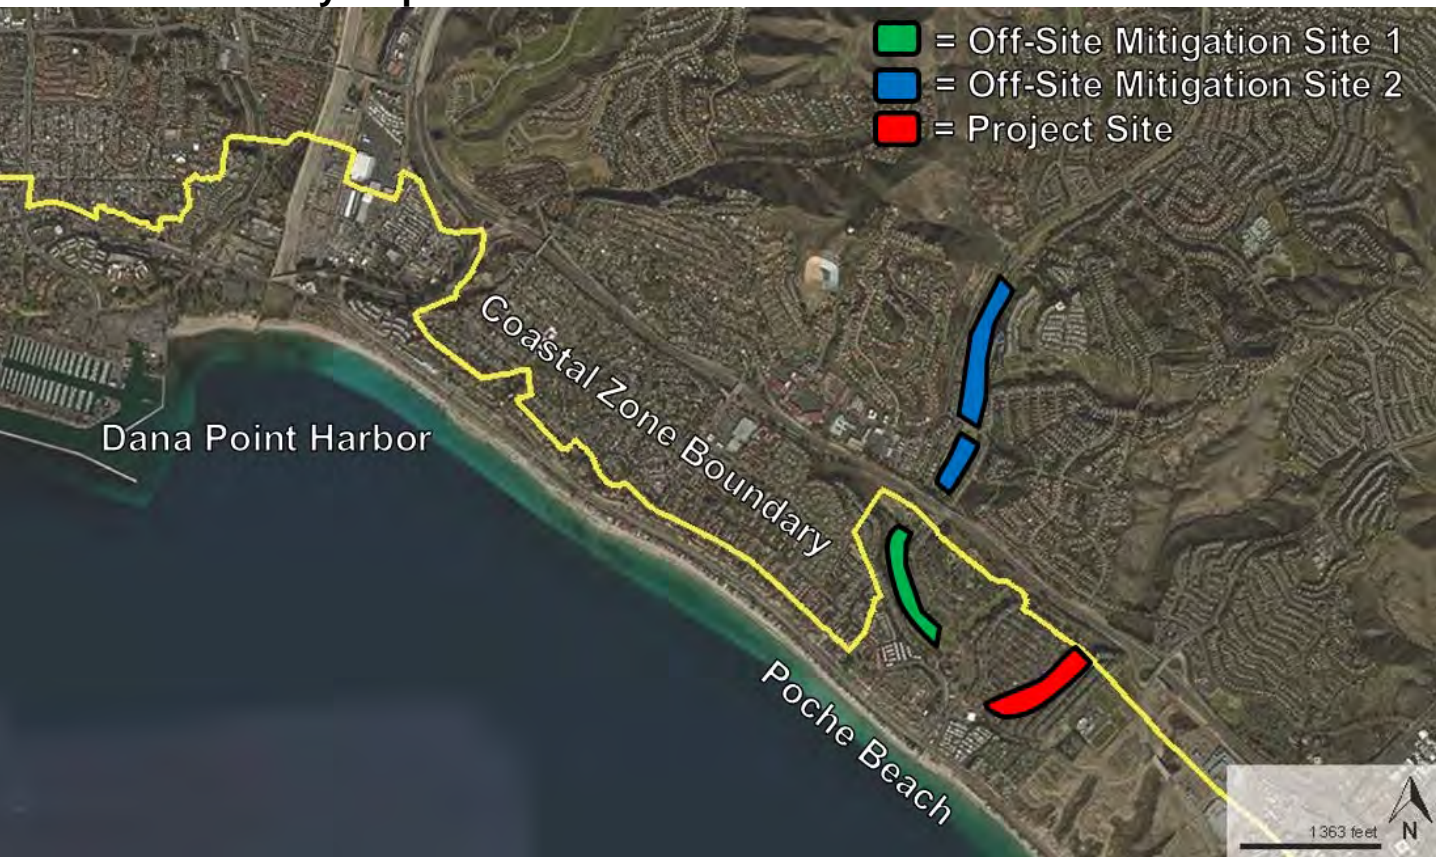 = Off-Site Mitigation Site 1
= Off-Site Mitigation Site 2
= Project Site
Coastal Zone Boundary
Dana Point Harbor
Poche Beach
1363 feet
N